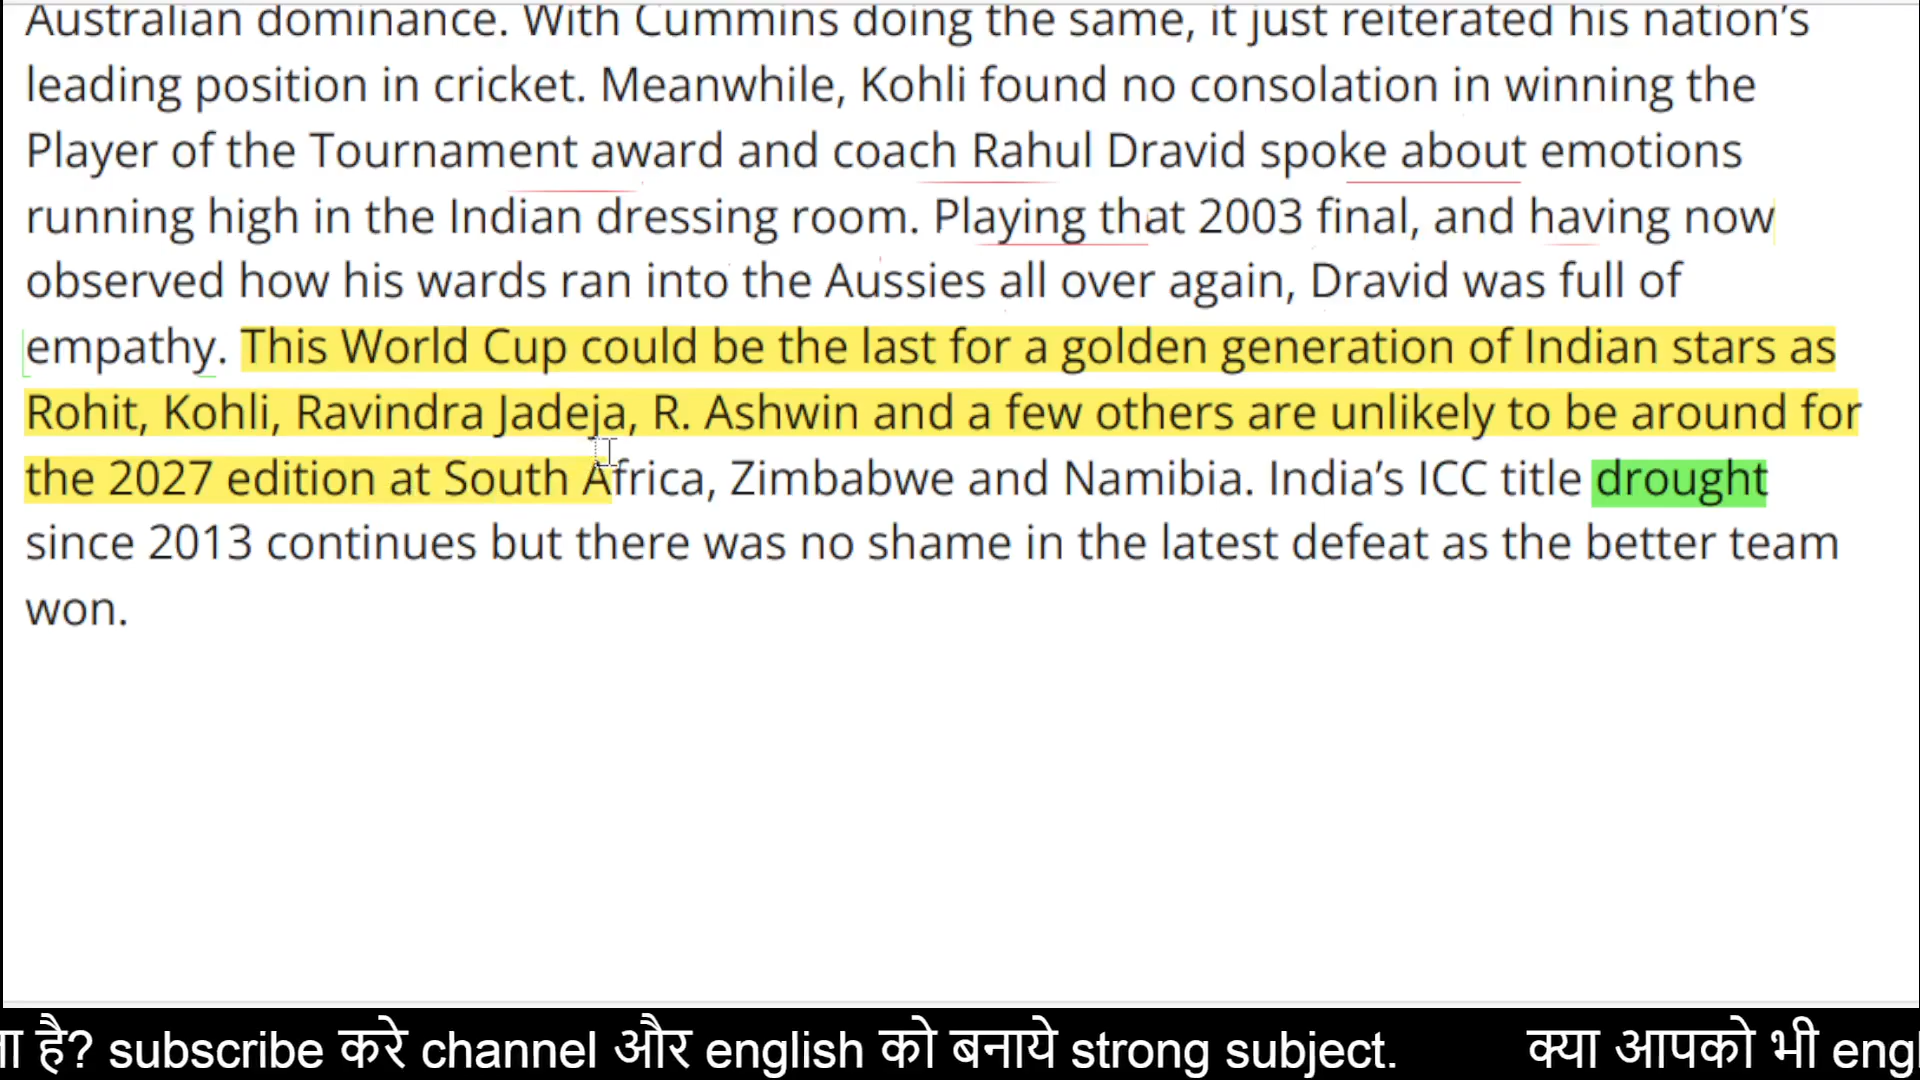 Australian dominance. With Cummins doing the same, it just reiterated his nation’s
leading position in cricket. Meanwhile, Kohli found no consolation in winning the
Player of the Tournament award and coach Rahul Dravid spoke about emotions
running high in the Indian dressing room. Playing that 2003 final, and having now
observed how his wards ran into the Aussies all over again, Dravid was full of
empathy. This World Cup could be the last for a golden generation of Indian stars as
Rohit, Kohli, Ravindra Jadeja, R. Ashwin and a few others are unlikely to be around for
the 2027 edition at South Africa, Zimbabwe and Namibia. India’s ICC title drought
since 2013 continues but there was no shame in the latest defeat as the better team
won.
है? subscribe करे channel और english को बनाये strong subject. क्या आपको भी engl